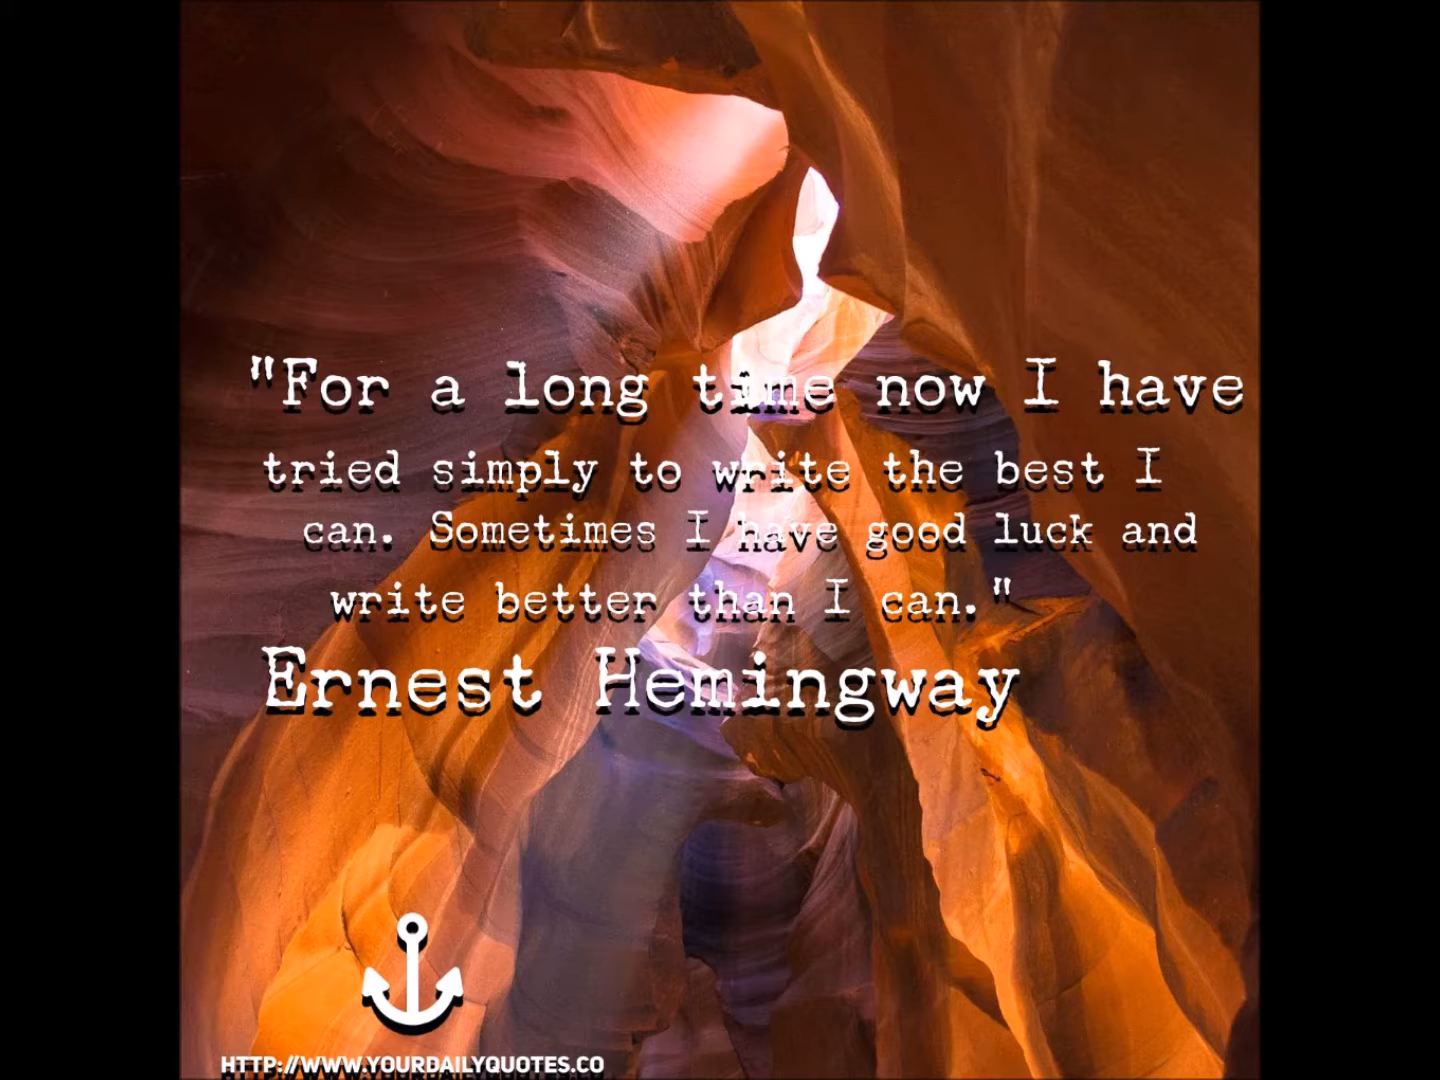 "For a long time now I have
tried simply to write the best I
can. Sometimes I have good luck and
write better than I can."
Ernest Hemingway
HTTP://WWW.YOURDAILYQUOTES.CO